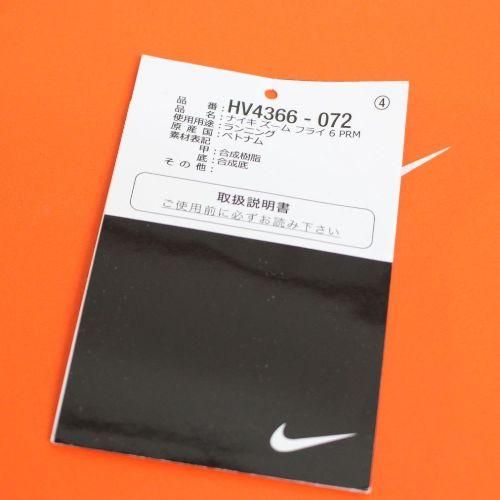 ④
品番:HV4366 - 072
品名:ナイキ ズーム フライ 6 PRM
使用用途:ランニング
原産国:ベトナム
素材表記
甲:合成樹脂
底:合成底
その他:
取扱説明書
ご使用前に必ずお読み下さい